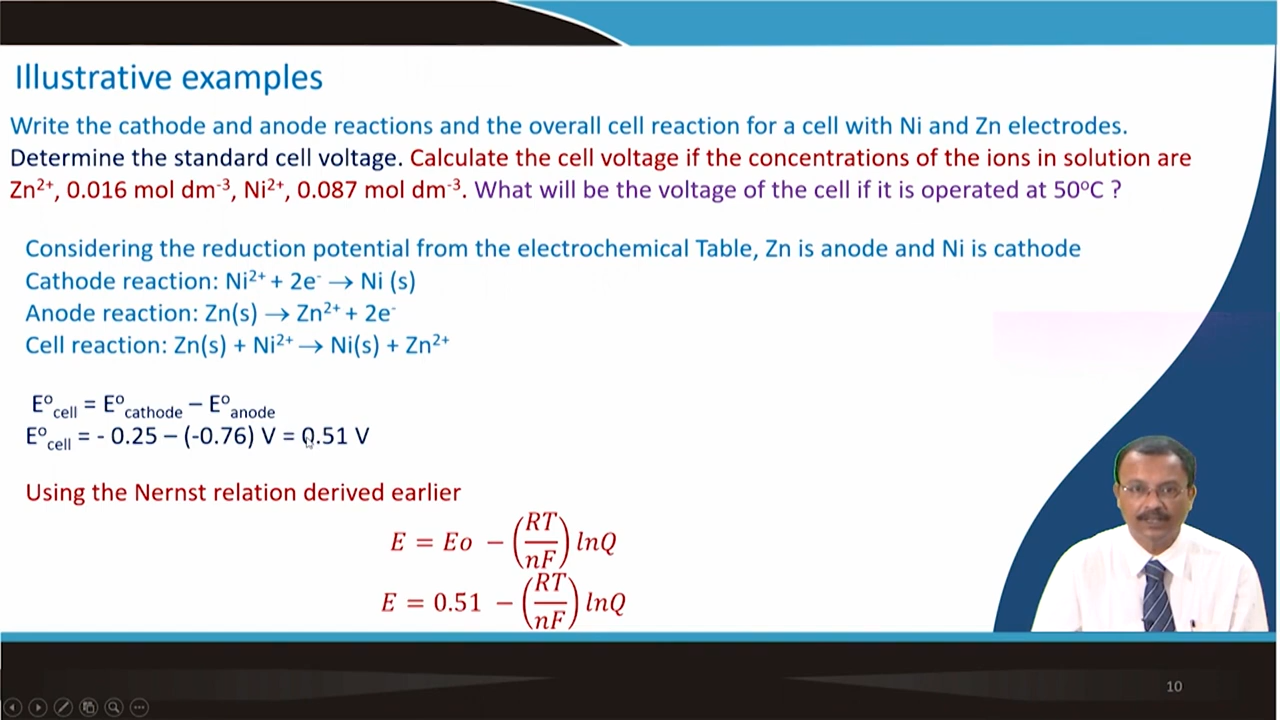 Illustrative examples
Write the cathode and anode reactions and the overall cell reaction for a cell with Ni and Zn electrodes.
Determine the standard cell voltage. Calculate the cell voltage if the concentrations of the ions in solution are
Zn²⁺, 0.016 mol dm⁻³, Ni²⁺, 0.087 mol dm⁻³. What will be the voltage of the cell if it is operated at 50°C ?
Considering the reduction potential from the electrochemical Table, Zn is anode and Ni is cathode
Cathode reaction: Ni²⁺ + 2e⁻ → Ni (s)
Anode reaction: Zn(s) → Zn²⁺ + 2e⁻
Cell reaction: Zn(s) + Ni²⁺ → Ni(s) + Zn²⁺
E°cell = E°cathode – E°anode
E°cell = - 0.25 – (-0.76) V = 0.51 V
Using the Nernst relation derived earlier
E = Eo − (RT/nF) lnQ
E = 0.51 − (RT/nF) lnQ
10